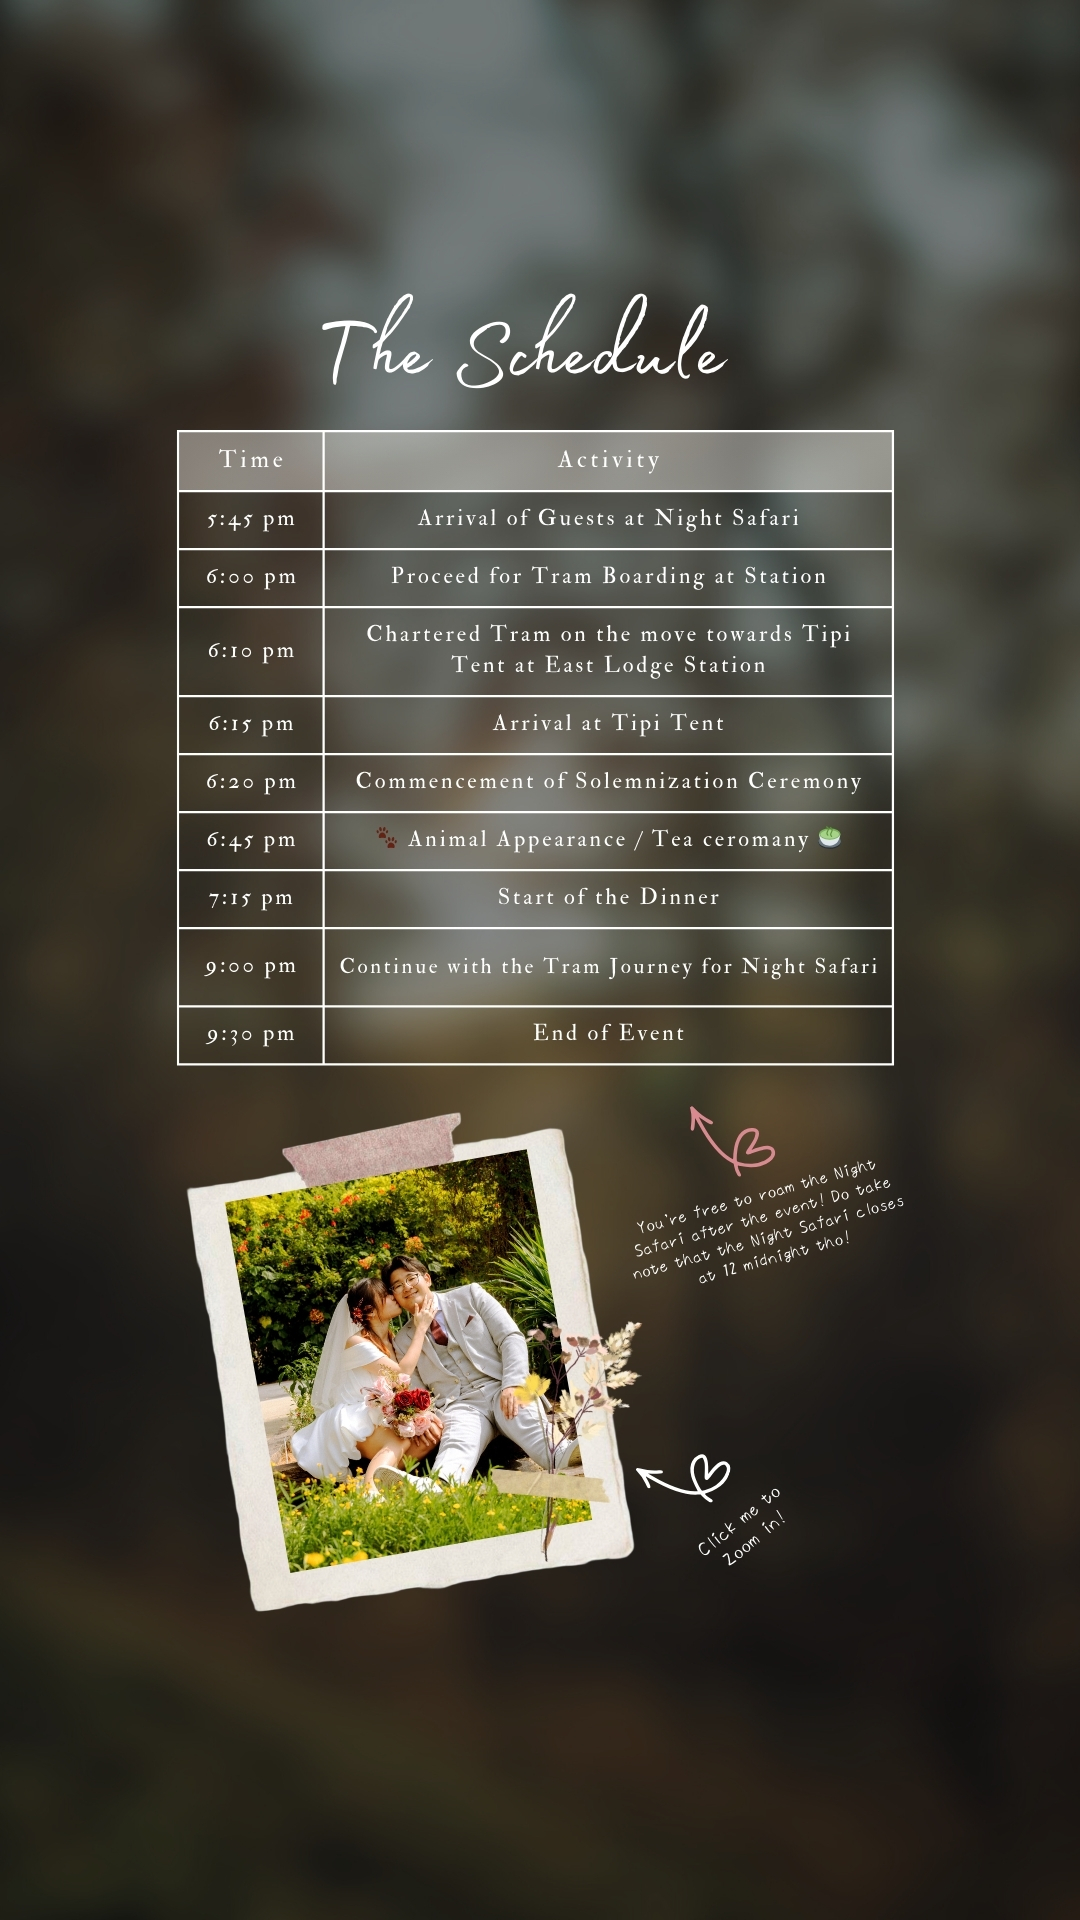 The Schedule
Time Activity
5:45 pm Arrival of Guests at Night Safari
6:00 pm Proceed for Tram Boarding at Station
6:10 pm Chartered Tram on the move towards Tipi
Tent at East Lodge Station
6:15 pm Arrival at Tipi Tent
6:20 pm Commencement of Solemnization Ceremony
6:45 pm 🐾 Animal Appearance / Tea ceromany 🍵
7:15 pm Start of the Dinner
9:00 pm Continue with the Tram Journey for Night Safari
9:30 pm End of Event
You're free to roam the Night
Safari after the event! Do take
note that the Night Safari closes
at 12 midnight tho!
Click me to
Zoom in!